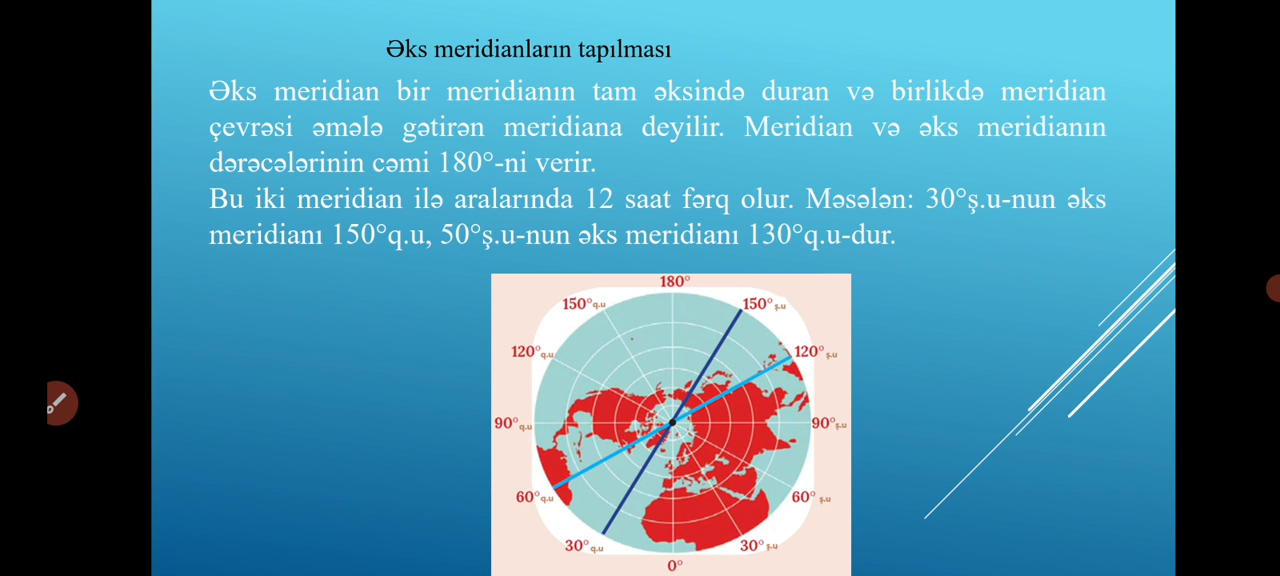 Əks meridianların tapılması
Əks meridian bir meridianın tam əksində duran və birlikdə meridian
çevrəsi əmələ gətirən meridiana deyilir. Meridian və əks meridianın
dərəcələrinin cəmi 180°-ni verir.
Bu iki meridian ilə aralarında 12 saat fərq olur. Məsələn: 30°ş.u-nun əks
meridianı 150°q.u, 50°ş.u-nun əks meridianı 130°q.u-dur.
180°
150° q.u
150° ş.u
120° q.u
120° ş.u
90° q.u
90° ş.u
60° q.u
60° ş.u
30° q.u
30° ş.u
0°